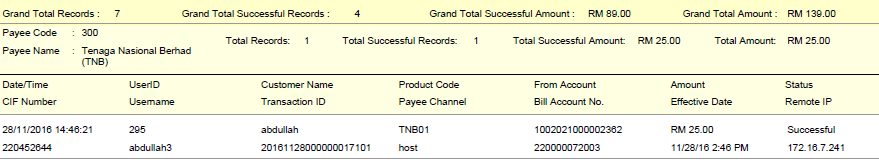 Grand Total Records : 7 Grand Total Successful Records : 4 Grand Total Successful Amount : RM 89.00 Grand Total Amount : RM 139.00
Payee Code : 300
Total Records: 1 Total Successful Records: 1 Total Successful Amount: RM 25.00 Total Amount: RM 25.00
Payee Name : Tenaga Nasional Berhad
(TNB)
Date/Time UserID Customer Name Product Code From Account Amount Status
CIF Number Username Transaction ID Payee Channel Bill Account No. Effective Date Remote IP
28/11/2016 14:46:21 295 abdullah TNB01 1002021000002362 RM 25.00 Successful
220452644 abdullah3 20161128000000017101 host 220000072003 11/28/16 2:46 PM 172.16.7.241